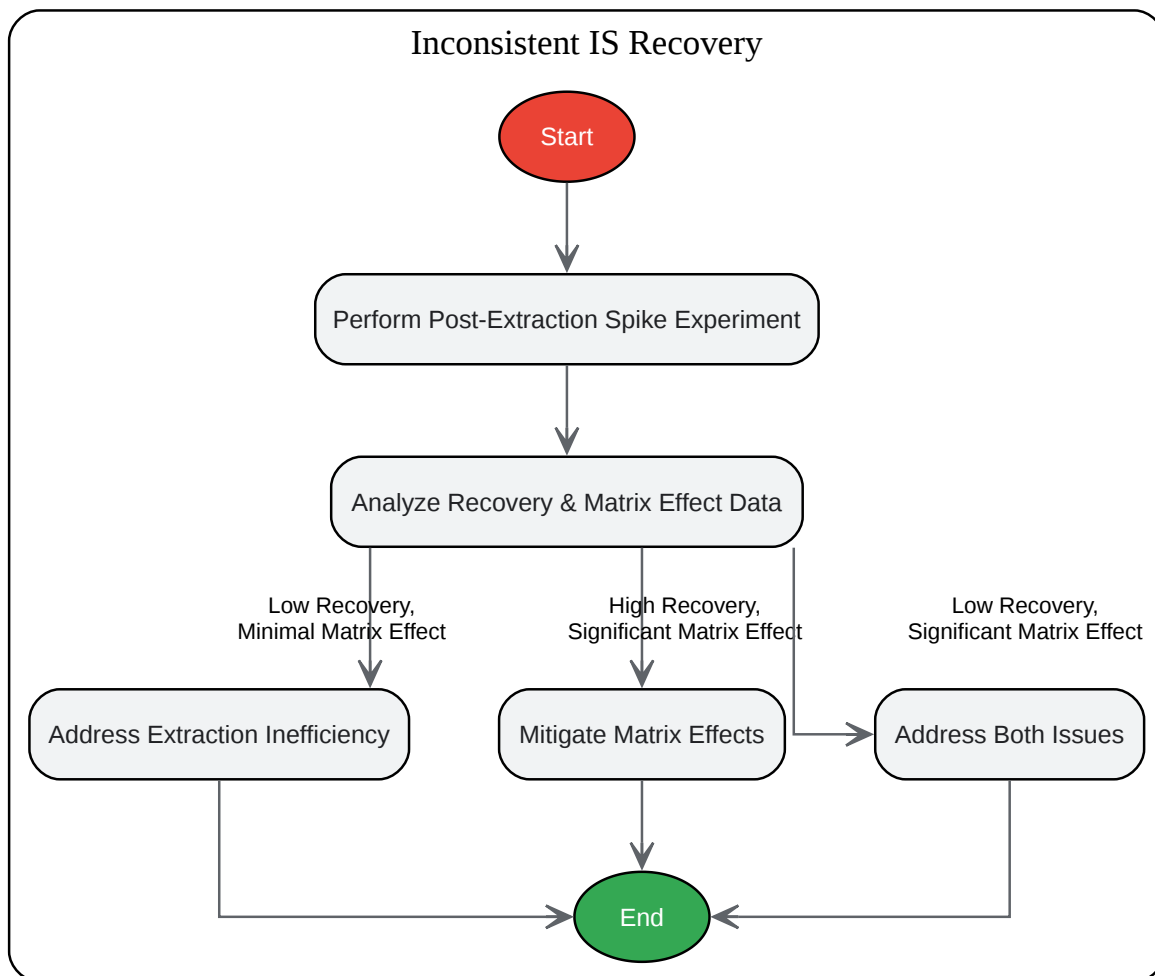 Inconsistent IS Recovery
Start
Perform Post-Extraction Spike Experiment
Analyze Recovery & Matrix Effect Data
Low Recovery,
Minimal Matrix Effect
High Recovery,
Significant Matrix Effect
Low Recovery,
Significant Matrix Effect
Address Extraction Inefficiency
Mitigate Matrix Effects
Address Both Issues
End